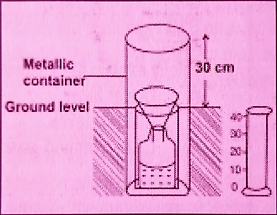 Metallic
container
30 cm
Ground level
40
30
20
10
0